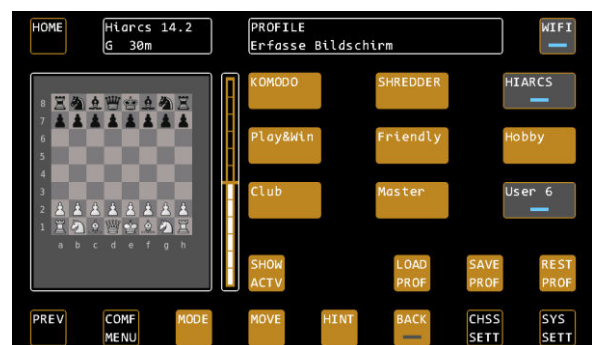 HOME
Hiarcs 14.2
G 30m
PROFILE
Erfasse Bildschirm
WIFI
KOMODO
SHREDDER
HIARCS
Play&Win
Friendly
Hobby
Club
Master
User 6
8
7
6
5
4
3
2
1
a b c d e f g h
SHOW
ACTV
LOAD
PROF
SAVE
PROF
REST
PROF
PREV
COMF
MENU
MODE
MOVE
HINT
BACK
CHSS
SETT
SYS
SETT